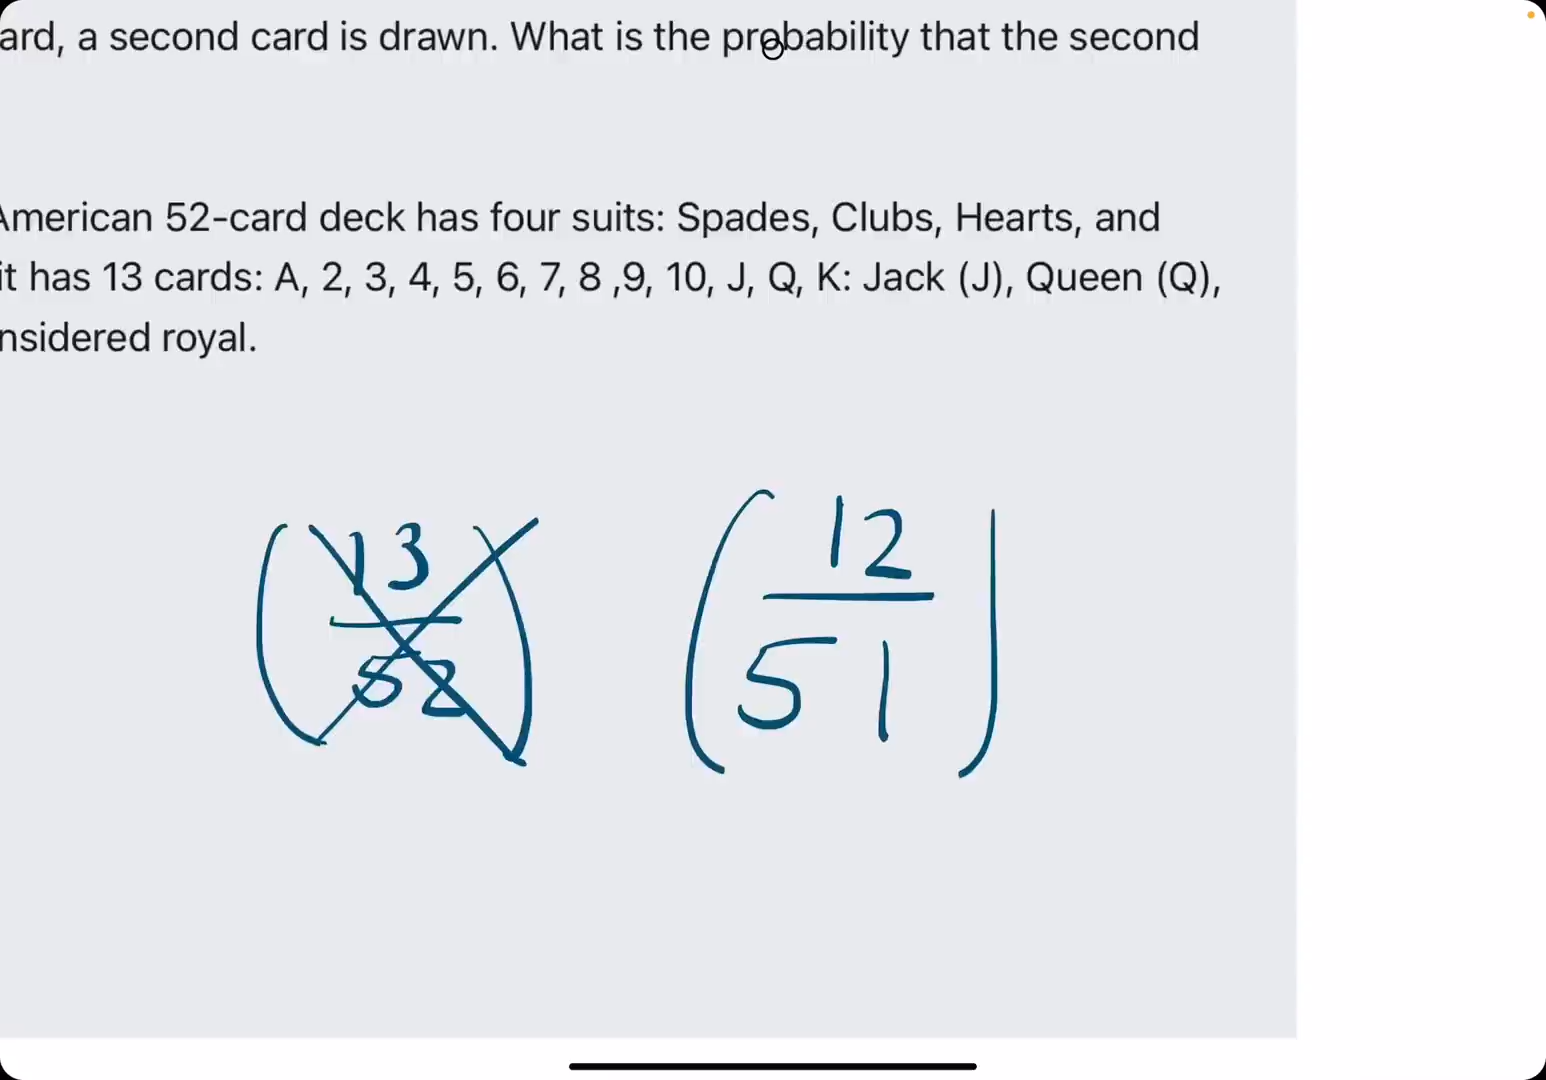 ard, a second card is drawn. What is the probability that the second
American 52-card deck has four suits: Spades, Clubs, Hearts, and
it has 13 cards: A, 2, 3, 4, 5, 6, 7, 8 ,9, 10, J, Q, K: Jack (J), Queen (Q),
nsidered royal.
(13/52) (12/51)